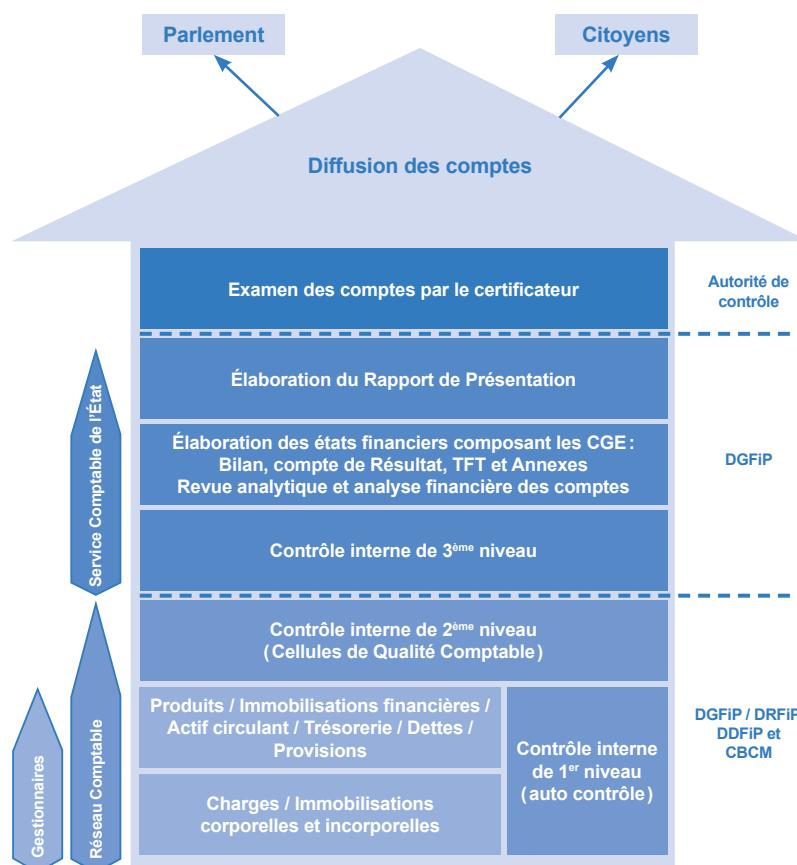 Parlement
Citoyens
Diffusion des comptes
Examen des comptes par le certificateur
Autorité de
contrôle
Élaboration du Rapport de Présentation
Élaboration des états financiers composant les CGE :
Bilan, compte de Résultat, TFT et Annexes
Revue analytique et analyse financière des comptes
DGFiP
Contrôle interne de 3ème niveau
Service Comptable de l'État
Contrôle interne de 2ème niveau
(Cellules de Qualité Comptable)
Produits / Immobilisations financières /
Actif circulant / Trésorerie / Dettes /
Provisions
Charges / Immobilisations
corporelles et incorporelles
Contrôle interne
de 1er niveau
(auto contrôle)
DGFiP / DRFiP
DDFiP et
CBCM
Gestionnaires
Réseau Comptable